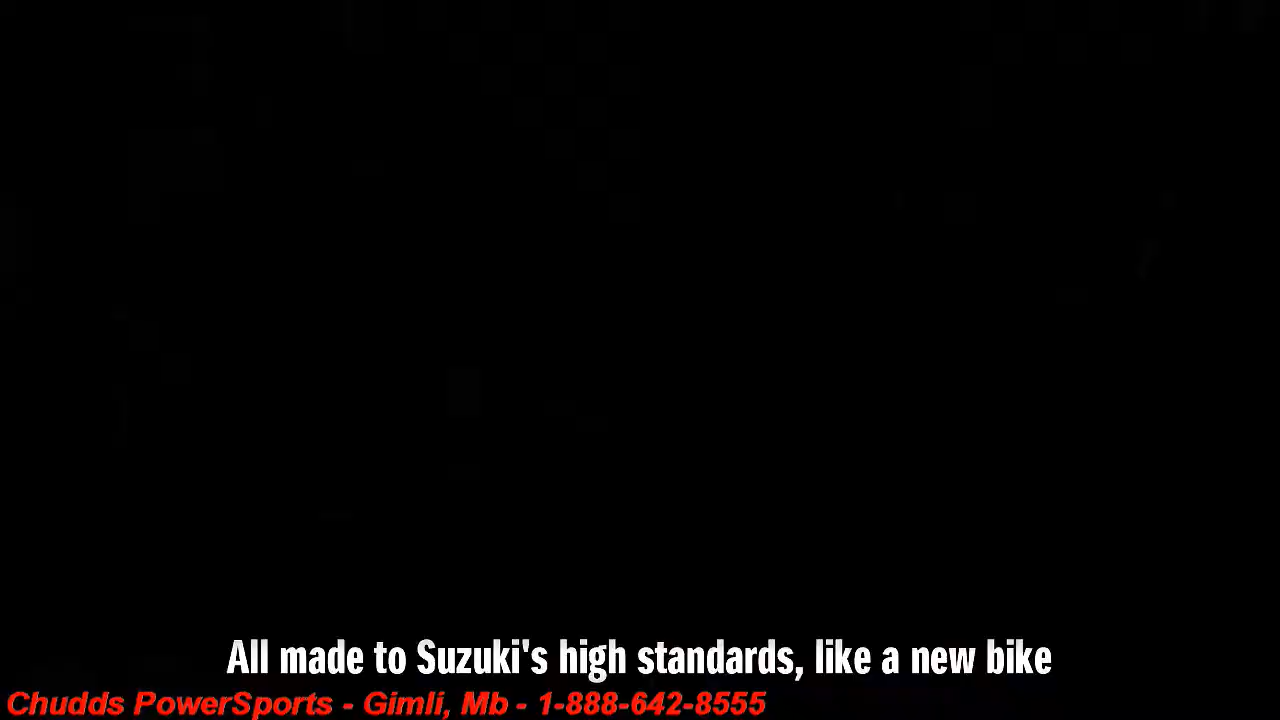 All made to Suzuki's high standards, like a new bike
Chudds PowerSports - Gimli, Mb - 1-888-642-8555